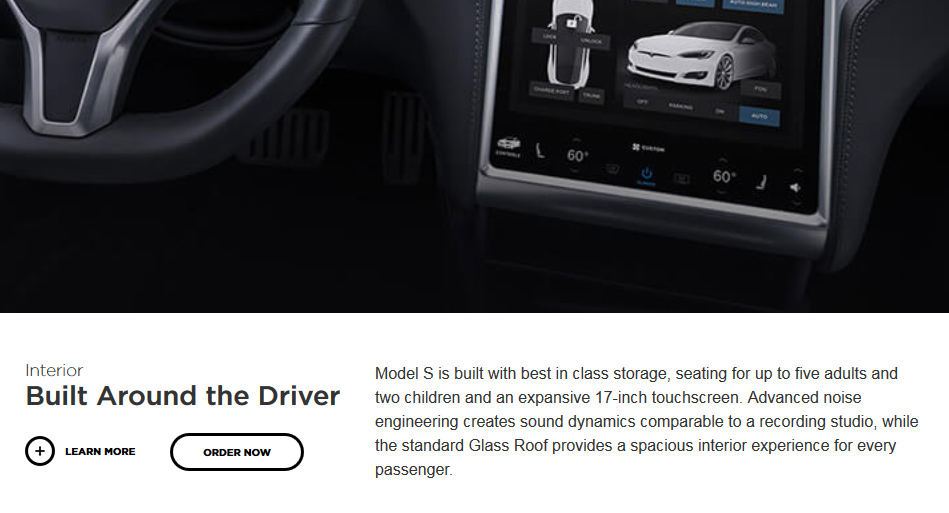 AUTO HIGH BEAM
LOCK
UNLOCK
CHARGE PORT
TRUNK
HEADLIGHTS
FOG
OFF
PARKING
ON
AUTO
CONTROLS
60°
CUSTOM
60°
Interior
Built Around the Driver
LEARN MORE
ORDER NOW
Model S is built with best in class storage, seating for up to five adults and
two children and an expansive 17-inch touchscreen. Advanced noise
engineering creates sound dynamics comparable to a recording studio, while
the standard Glass Roof provides a spacious interior experience for every
passenger.